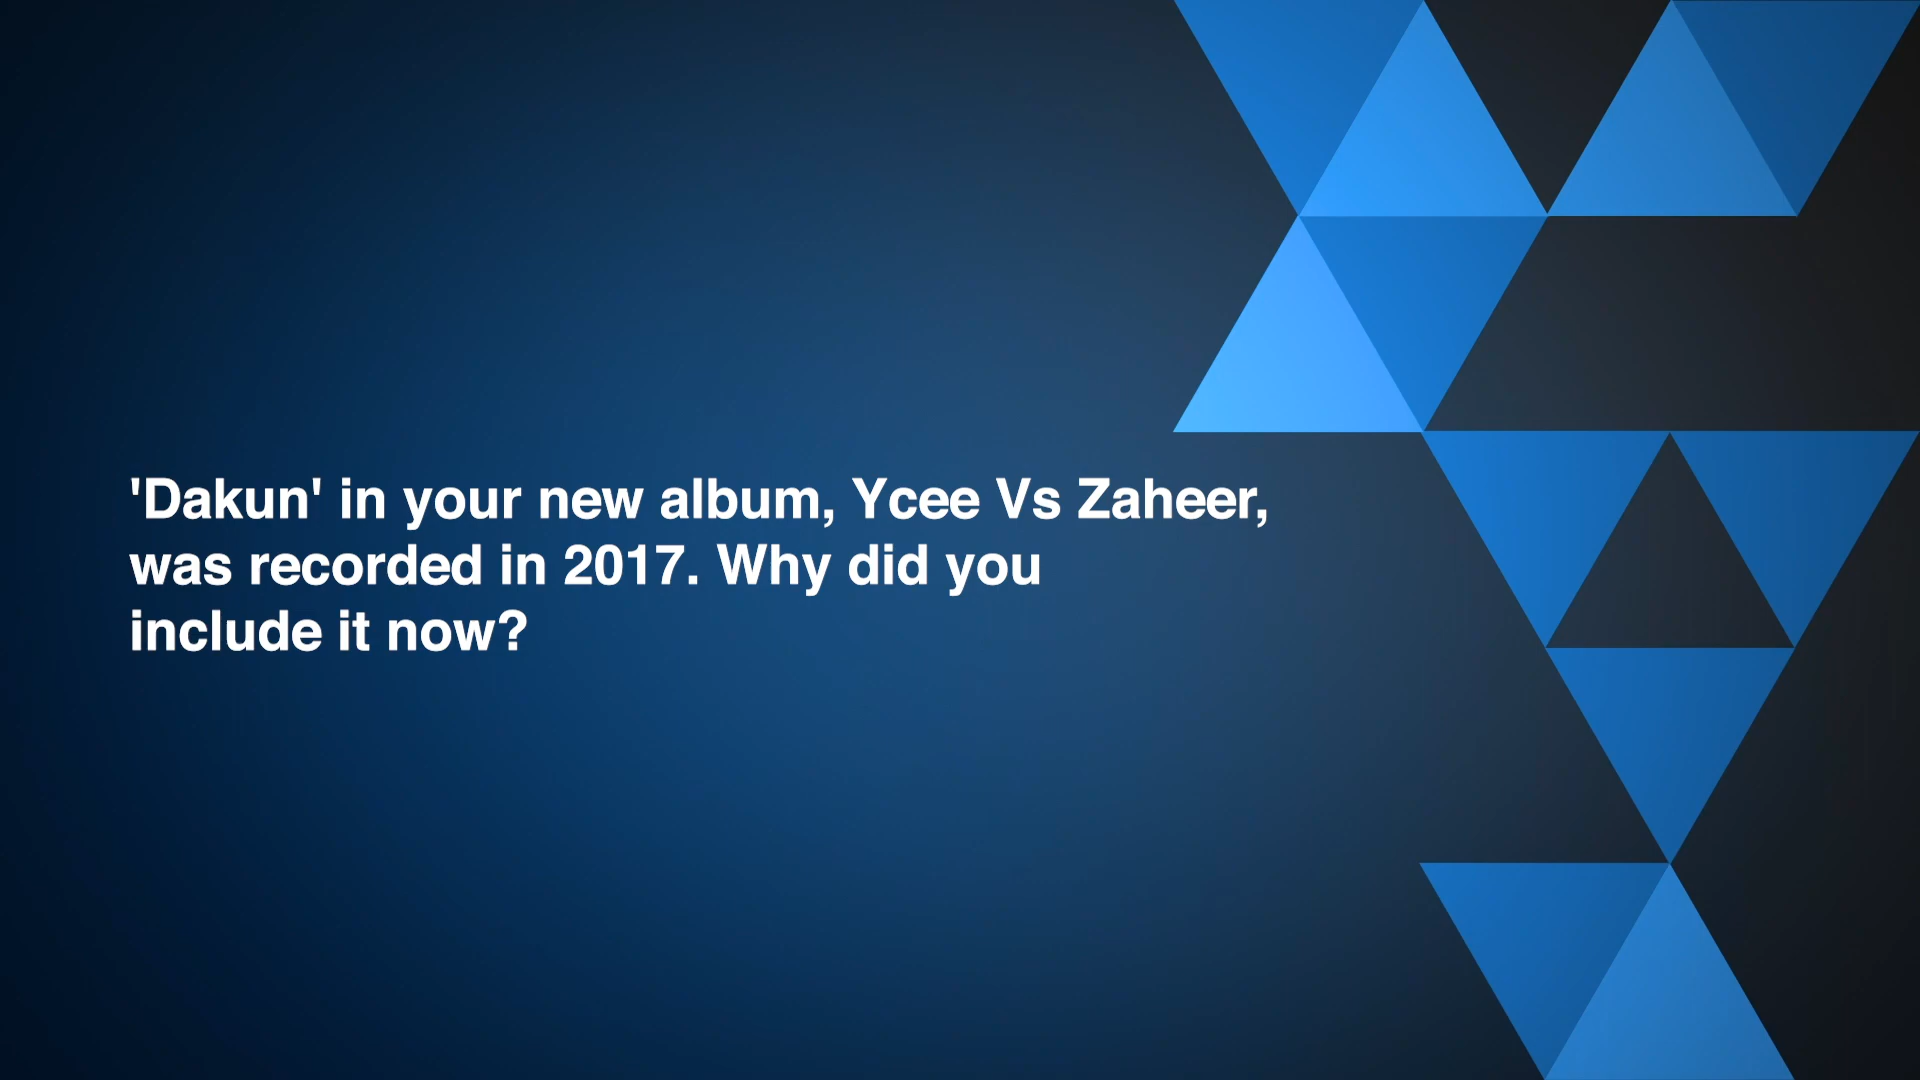 'Dakun' in your new album, Ycee Vs Zaheer,
was recorded in 2017. Why did you
include it now?